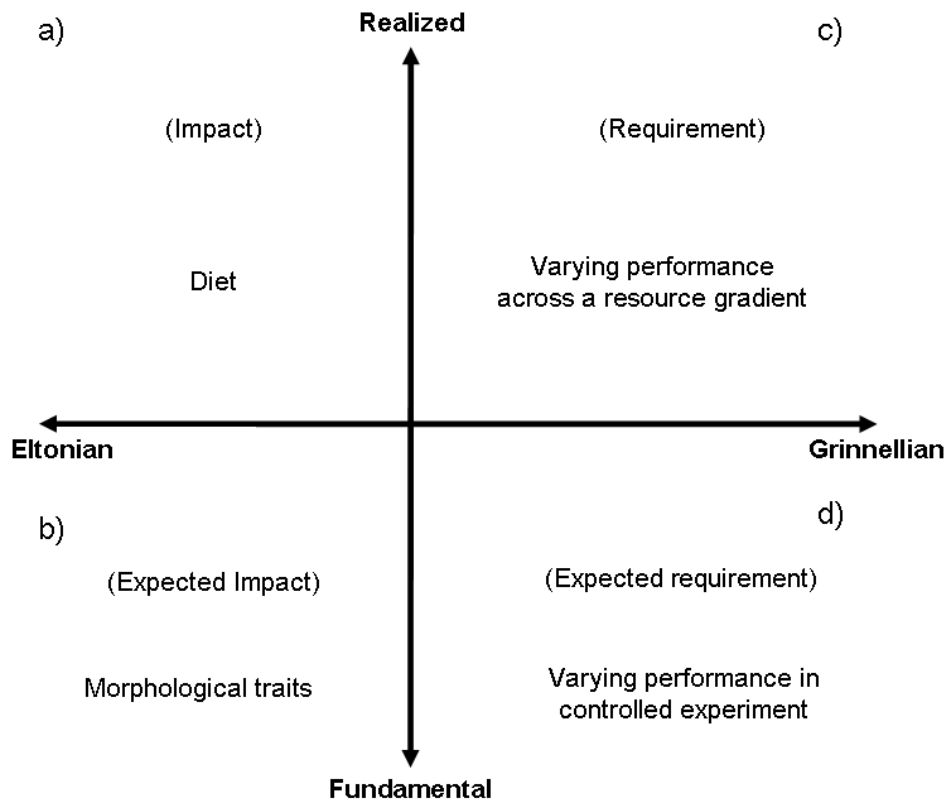 a)
Realized
c)
(Impact)
(Requirement)
Diet
Varying performance
across a resource gradient
Eltonian
Grinnellian
b)
d)
(Expected Impact)
(Expected requirement)
Morphological traits
Varying performance in
controlled experiment
Fundamental